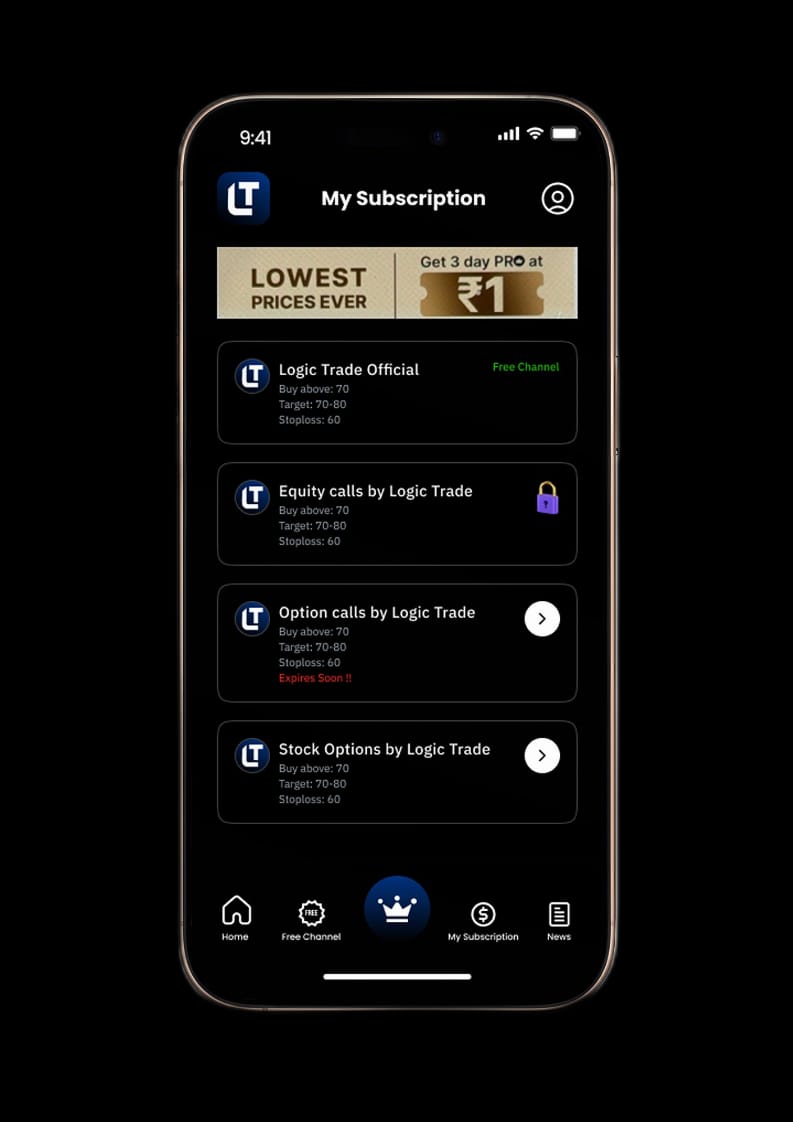 9:41
LT
My Subscription
LOWEST
PRICES EVER
Get 3 day PRO at
₹1
LT
Logic Trade Official
Free Channel
Buy above: 70
Target: 70-80
Stoploss: 60
LT
Equity calls by Logic Trade
Buy above: 70
Target: 70-80
Stoploss: 60
LT
Option calls by Logic Trade
Buy above: 70
Target: 70-80
Stoploss: 60
Expires Soon !!
LT
Stock Options by Logic Trade
Buy above: 70
Target: 70-80
Stoploss: 60
FREE
Home
Free Channel
My Subscription
News